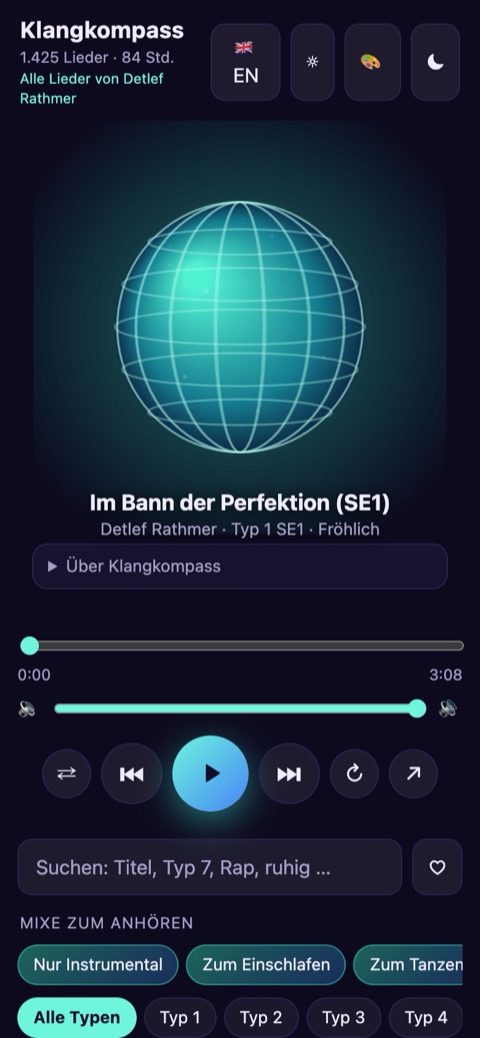 Klangkompass
1.425 Lieder · 84 Std.
Alle Lieder von Detlef
Rathmer
EN
Im Bann der Perfektion (SE1)
Detlef Rathmer · Typ 1 SE1 · Fröhlich
Über Klangkompass
0:00 3:08
Suchen: Titel, Typ 7, Rap, ruhig ...
MIXE ZUM ANHÖREN
Nur Instrumental Zum Einschlafen Zum Tanzen
Alle Typen Typ 1 Typ 2 Typ 3 Typ 4